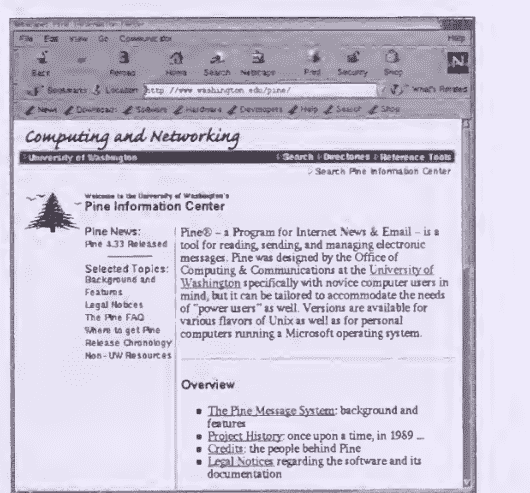 Netscape: Pine Information Center
File Edit View Go Communicator Help
Back Reload Home Search Netscape Print Security Shop
Bookmarks Location http://www.washington.edu/pine/ What's Related
News Downloads Software Hardware Developers Help Search Shop
Computing and Networking
University of Washington Search Directories Reference Tools
Search Pine Information Center
Welcome to the University of Washington's
Pine Information Center
Pine News:
Pine 4.33 Released
Selected Topics:
Background and
Features
Legal Notices
The Pine FAQ
Where to get Pine
Release Chronology
Non-UW Resources
Pine® – a Program for Internet News & Email – is a
tool for reading, sending, and managing electronic
messages. Pine was designed by the Office of
Computing & Communications at the University of
Washington specifically with novice computer users in
mind, but it can be tailored to accommodate the needs
of "power users" as well. Versions are available for
various flavors of Unix as well as for personal
computers running a Microsoft operating system.
Overview
The Pine Message System: background and
features
Project History: once upon a time, in 1989 ...
Credits: the people behind Pine
Legal Notices regarding the software and its
documentation